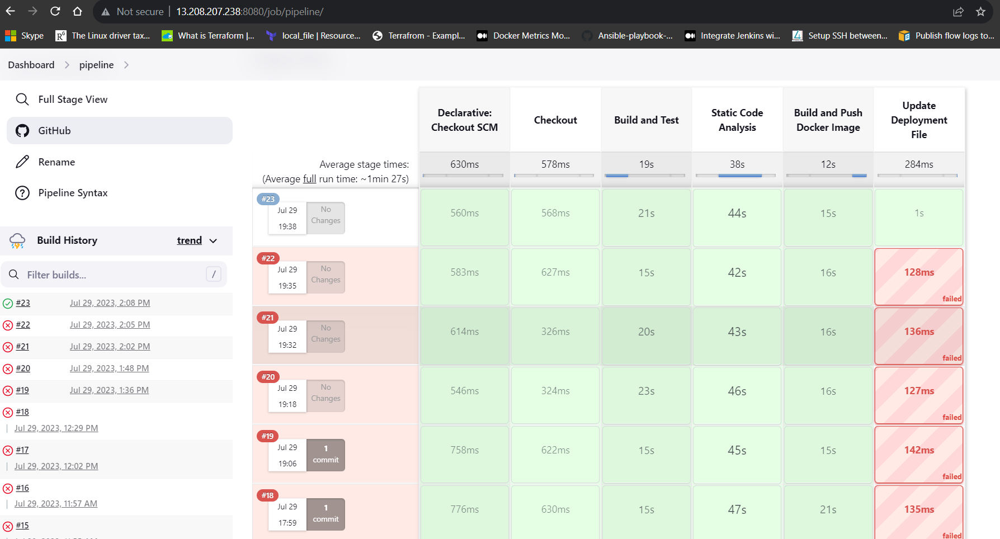 Not secure | 13.208.207.238:8080/job/pipeline/
Skype The Linux driver tax... What is Terraform |... local_file | Resource... Terrafrom - Exampl... Docker Metrics Mo... Ansible-playbook-... Integrate Jenkins wi... Setup SSH between... Publish flow logs to...
Dashboard pipeline
Full Stage View
GitHub
Rename
Pipeline Syntax
Build History trend
Filter builds... /
#23 Jul 29, 2023, 2:08 PM
#22 Jul 29, 2023, 2:05 PM
#21 Jul 29, 2023, 2:02 PM
#20 Jul 29, 2023, 1:48 PM
#19 Jul 29, 2023, 1:36 PM
#18
Jul 29, 2023, 12:29 PM
#17
Jul 29, 2023, 12:02 PM
#16
Jul 29, 2023, 11:57 AM
#15
Declarative:
Checkout SCM
Checkout
Build and Test
Static Code
Analysis
Build and Push
Docker Image
Update
Deployment
File
Average stage times:
(Average full run time: ~1min 27s)
630ms 578ms 19s 38s 12s 284ms
#23
Jul 29
19:38
No
Changes
560ms 568ms 21s 44s 15s 1s
#22
Jul 29
19:35
No
Changes
583ms 627ms 15s 42s 16s 128ms
failed
#21
Jul 29
19:32
No
Changes
614ms 326ms 20s 43s 16s 136ms
failed
#20
Jul 29
19:18
No
Changes
546ms 324ms 23s 46s 16s 127ms
failed
#19
Jul 29
19:06
1
commit
758ms 622ms 15s 45s 15s 142ms
failed
#18
Jul 29
17:59
1
commit
776ms 630ms 15s 47s 21s 135ms
failed